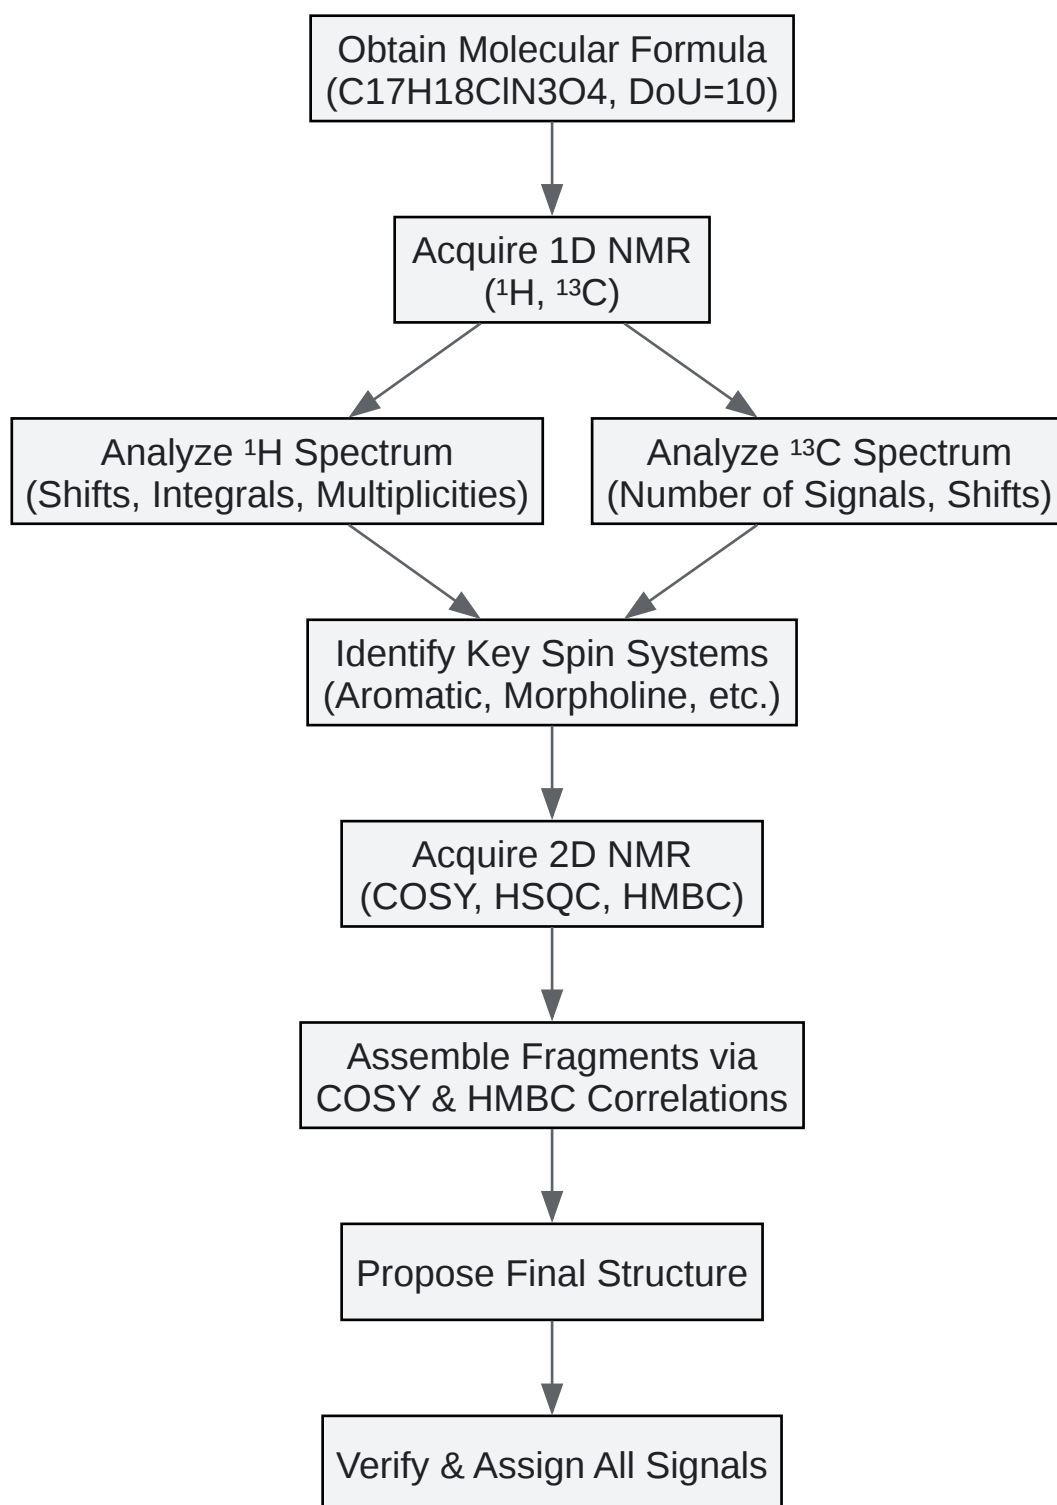 Obtain Molecular Formula
(C17H18ClN3O4, DoU=10)
Acquire 1D NMR
(¹H, ¹³C)
Analyze ¹H Spectrum
(Shifts, Integrals, Multiplicities)
Analyze ¹³C Spectrum
(Number of Signals, Shifts)
Identify Key Spin Systems
(Aromatic, Morpholine, etc.)
Acquire 2D NMR
(COSY, HSQC, HMBC)
Assemble Fragments via
COSY & HMBC Correlations
Propose Final Structure
Verify & Assign All Signals